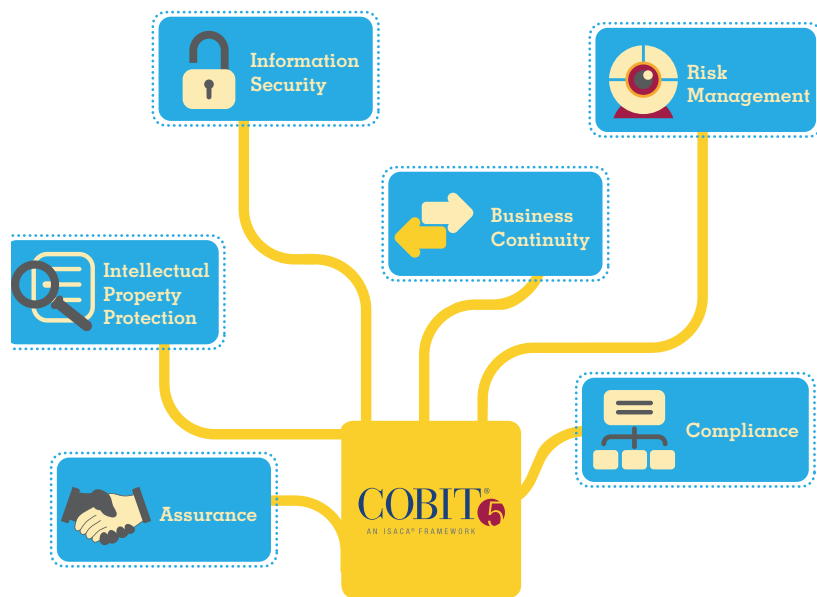 Information
Security
Risk
Management
Business
Continuity
Intellectual
Property
Protection
Compliance
Assurance
COBIT® 5
AN ISACA® FRAMEWORK